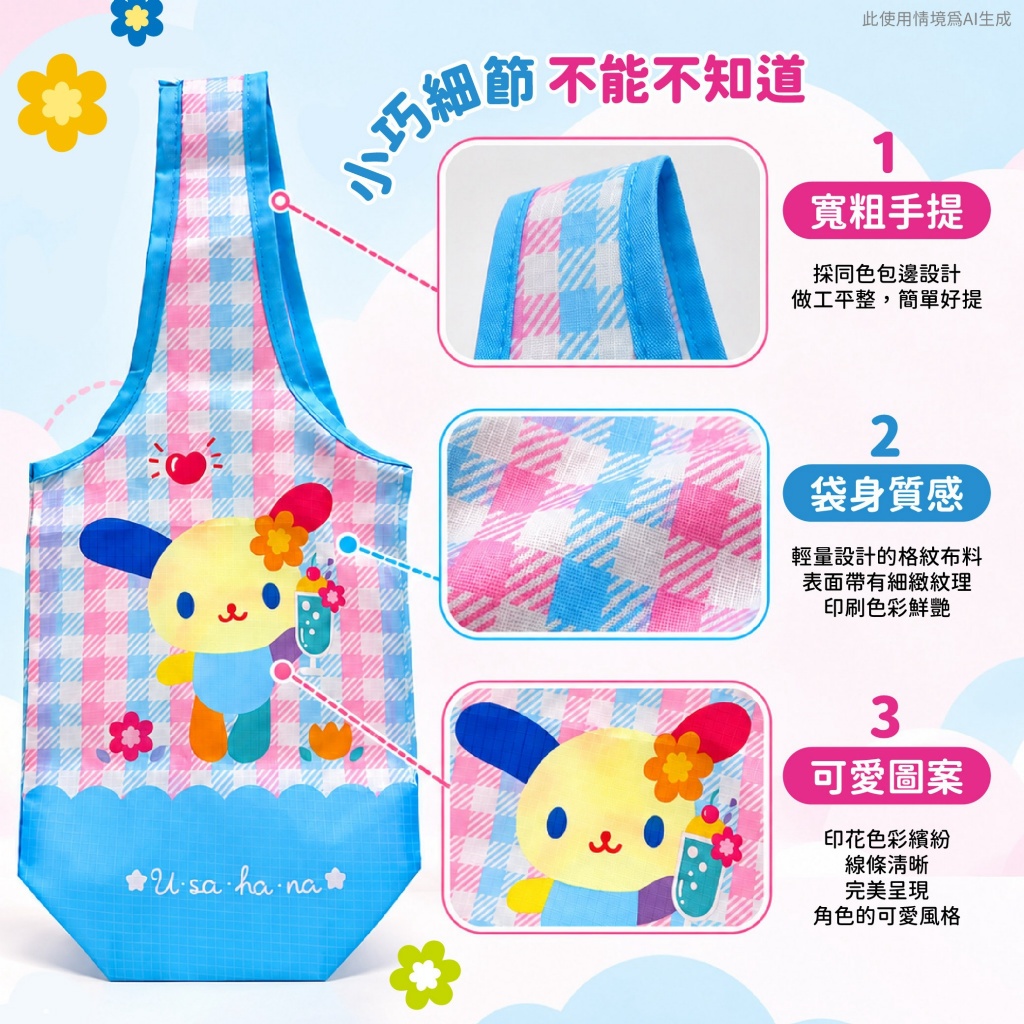 此使用情境爲AI生成
小巧細節 不能不知道
1
寬粗手提
採同色包邊設計
做工平整，簡單好提
2
袋身質感
輕量設計的格紋布料
表面帶有細緻紋理
印刷色彩鮮艷
3
可愛圖案
印花色彩繽紛
線條清晰
完美呈現
角色的可愛風格
U·sa·ha·na